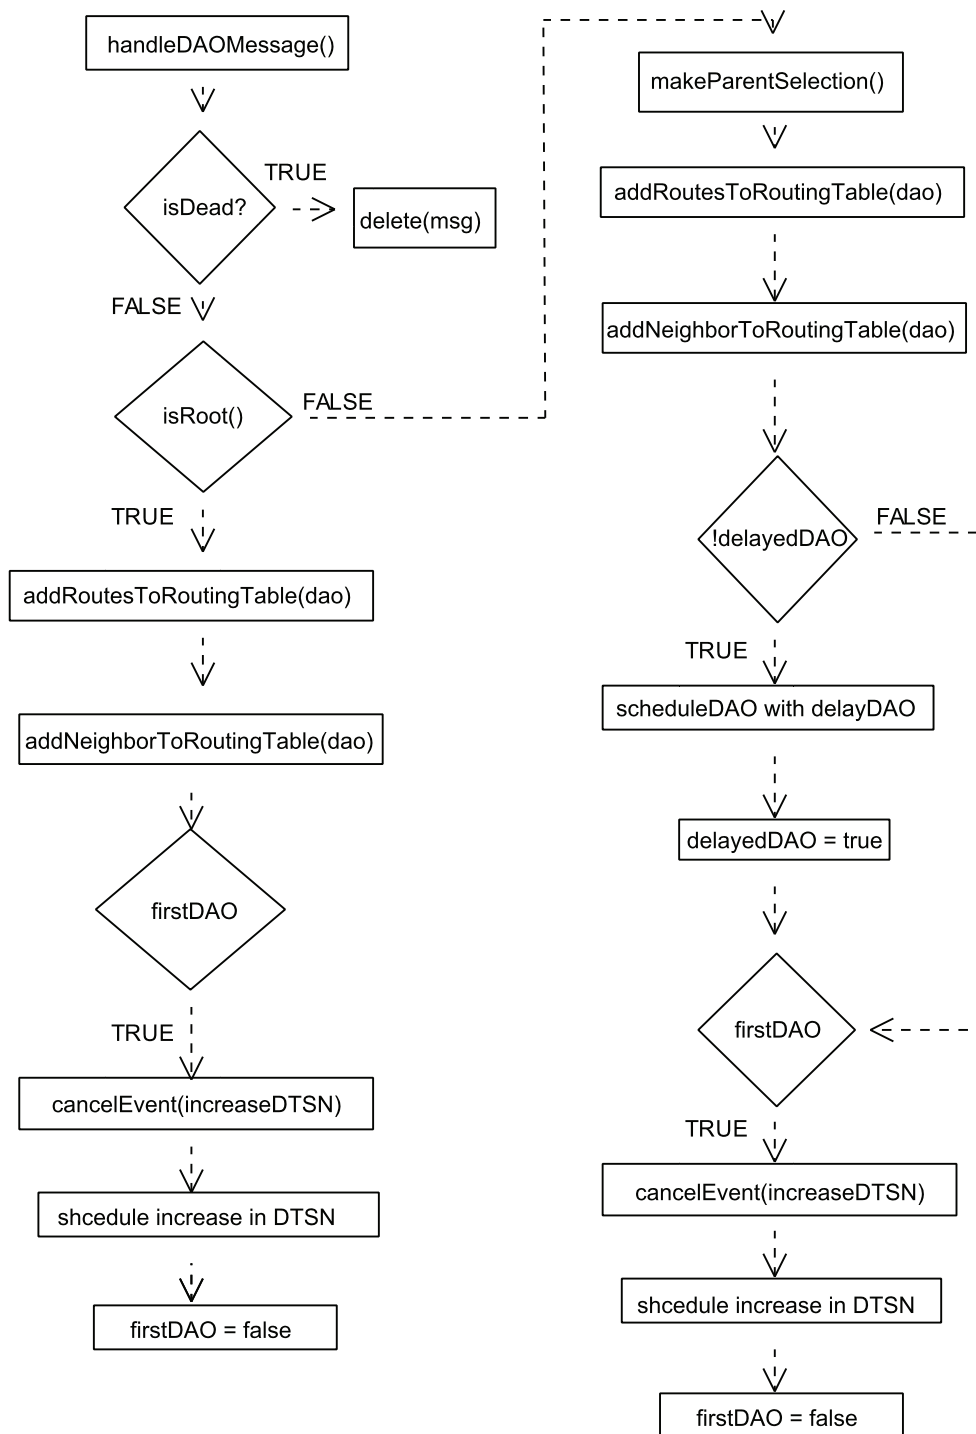 handleDAOMessage()
isDead?
TRUE
delete(msg)
FALSE
isRoot()
FALSE
TRUE
addRoutesToRoutingTable(dao)
addNeighborToRoutingTable(dao)
firstDAO
TRUE
cancelEvent(increaseDTSN)
shcedule increase in DTSN
firstDAO = false
makeParentSelection()
addRoutesToRoutingTable(dao)
addNeighborToRoutingTable(dao)
!delayedDAO
FALSE
TRUE
scheduleDAO with delayDAO
delayedDAO = true
firstDAO
TRUE
cancelEvent(increaseDTSN)
shcedule increase in DTSN
firstDAO = false